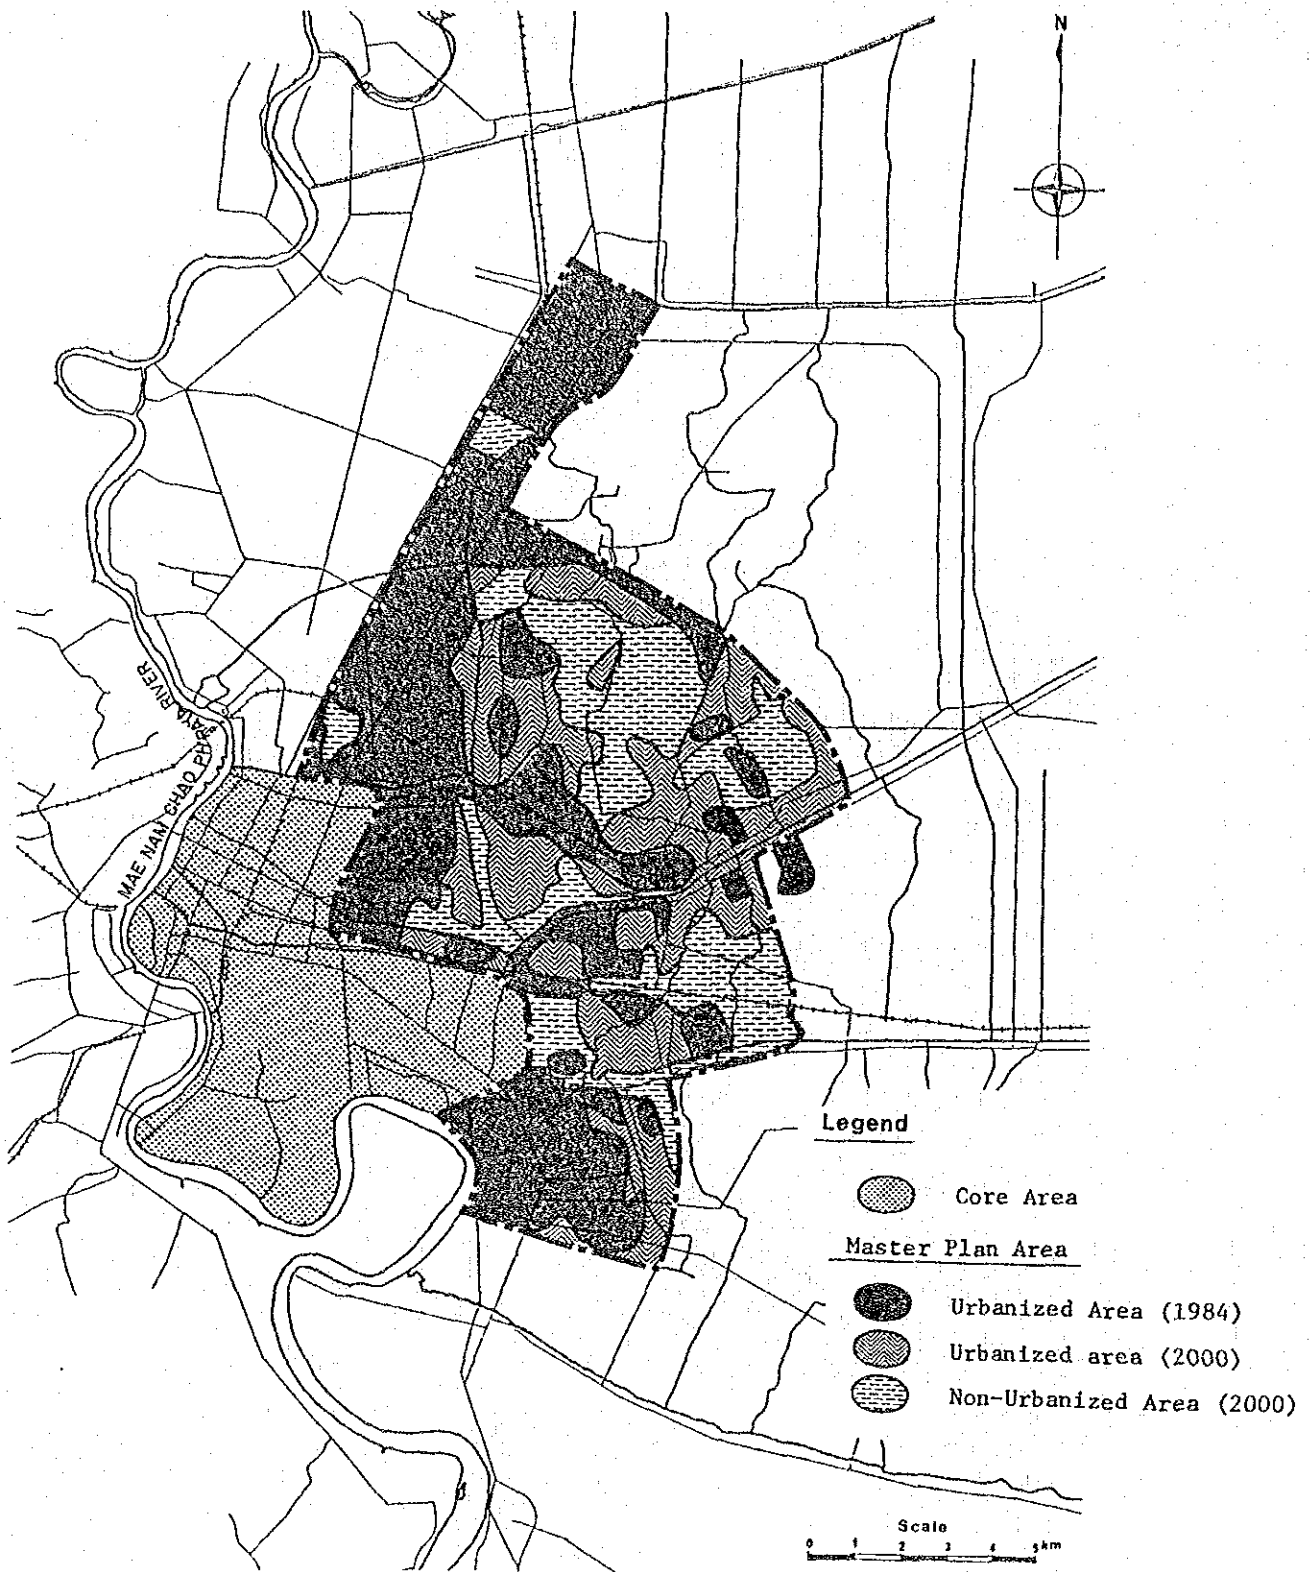 N
MAE NAM CHAO PHRAYA RIVER
Legend
Core Area
Master Plan Area
Urbanized Area (1984)
Urbanized area (2000)
Non-Urbanized Area (2000)
Scale
0 1 2 3 4 5 km